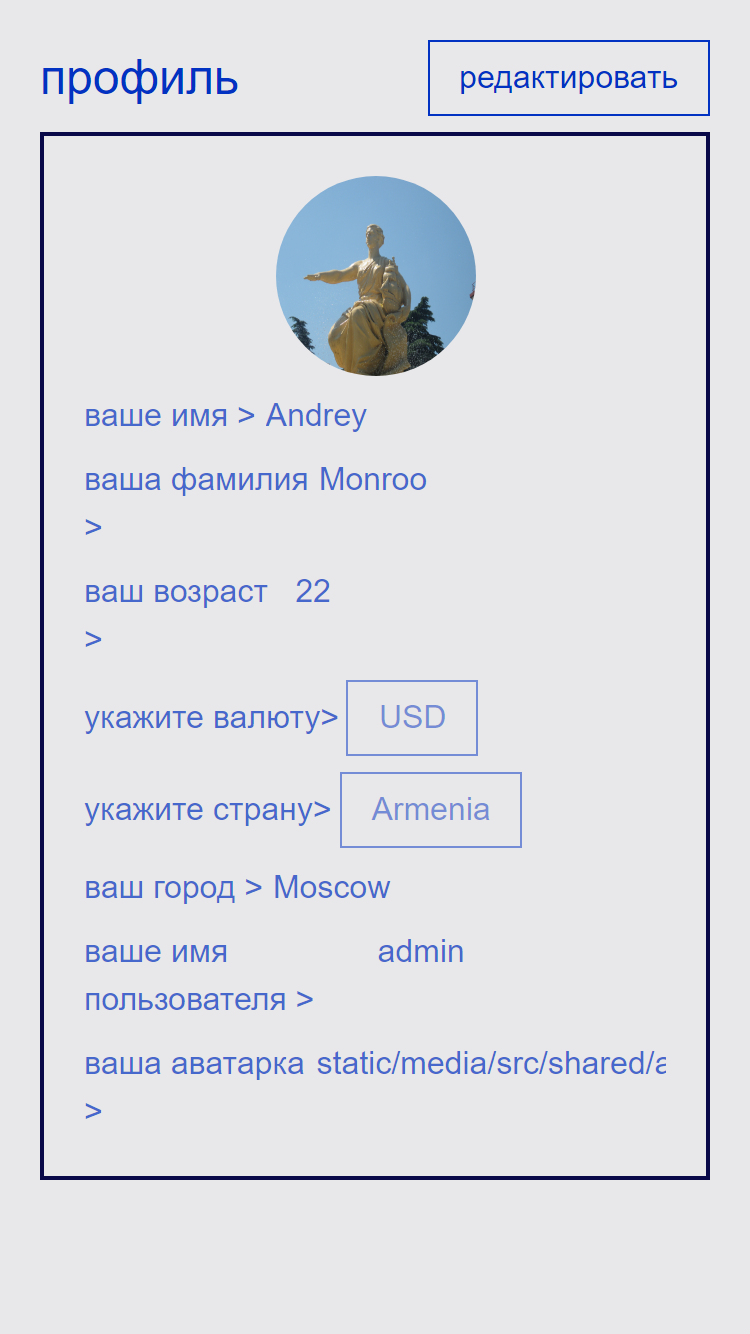 профиль
редактировать
ваше имя > Andrey
ваша фамилия Monroo
>
ваш возраст 22
>
укажите валюту> USD
укажите страну> Armenia
ваш город > Moscow
ваше имя admin
пользователя >
ваша аватарка static/media/src/shared/a
>